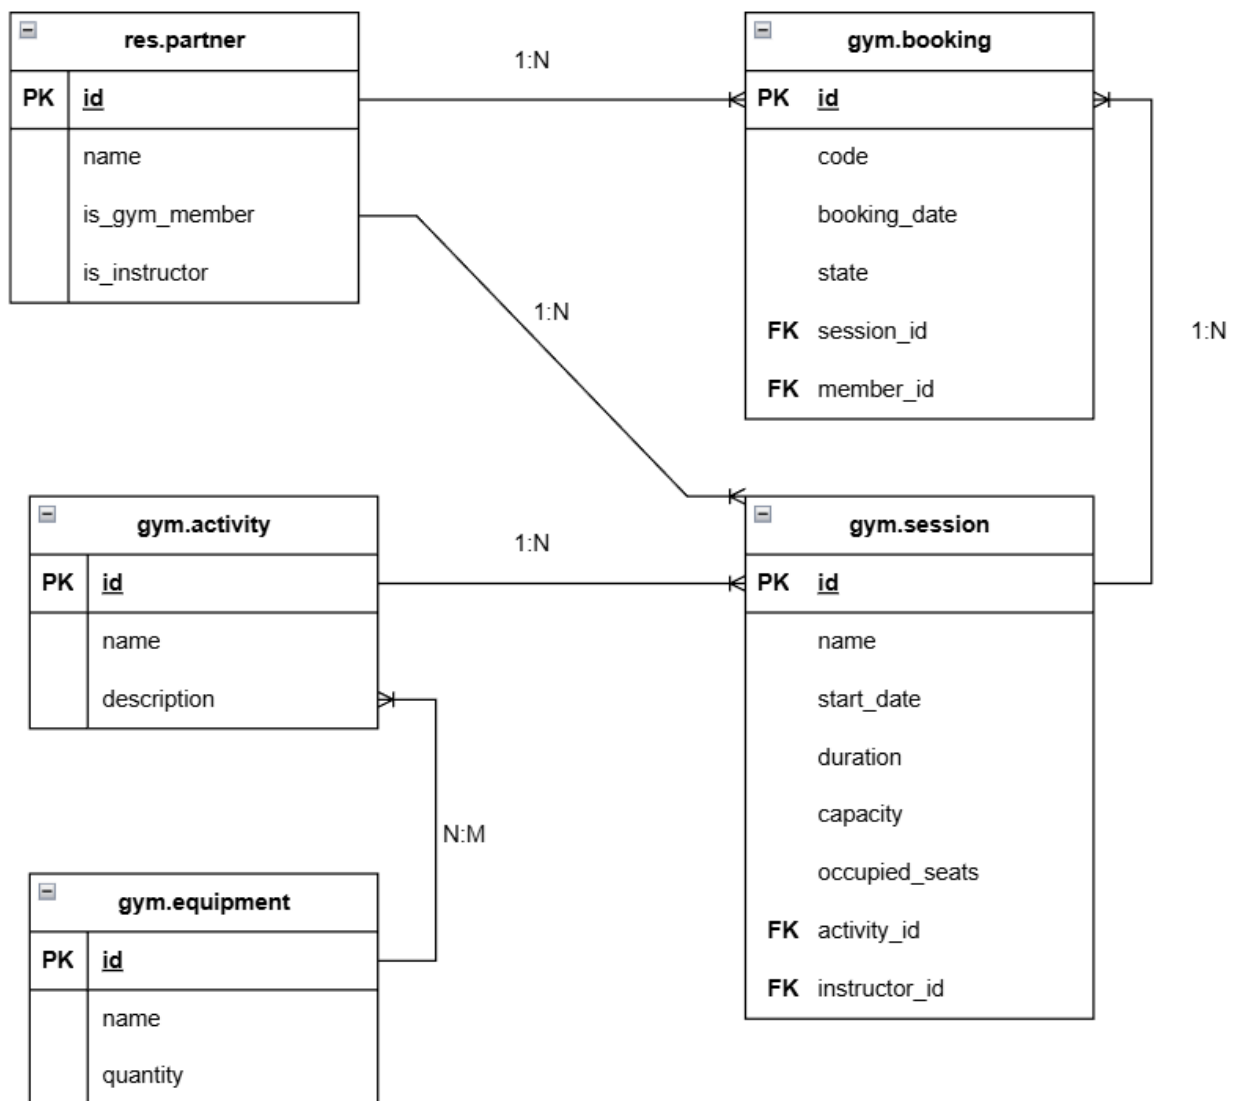 res.partner
PK id
name
is_gym_member
is_instructor
1:N
gym.booking
PK id
code
booking_date
state
FK session_id
FK member_id
1:N
1:N
gym.activity
PK id
name
description
1:N
gym.session
PK id
name
start_date
duration
capacity
occupied_seats
FK activity_id
FK instructor_id
N:M
gym.equipment
PK id
name
quantity